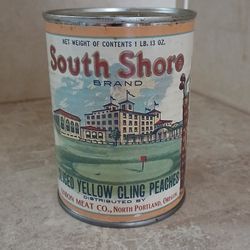 NET WEIGHT OF CONTENTS 1 LB. 13 OZ.
South Shore
BRAND
ED YELLOW CLING PEACHES
DISTRIBUTED BY
MEAT CO., NORTH PORTLAND, OREGON